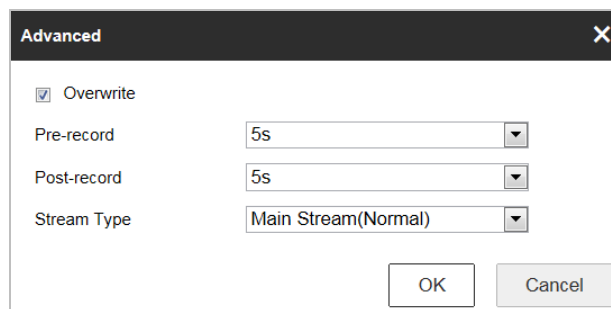 Advanced
Overwrite
Pre-record 5s
Post-record 5s
Stream Type Main Stream(Normal)
OK Cancel